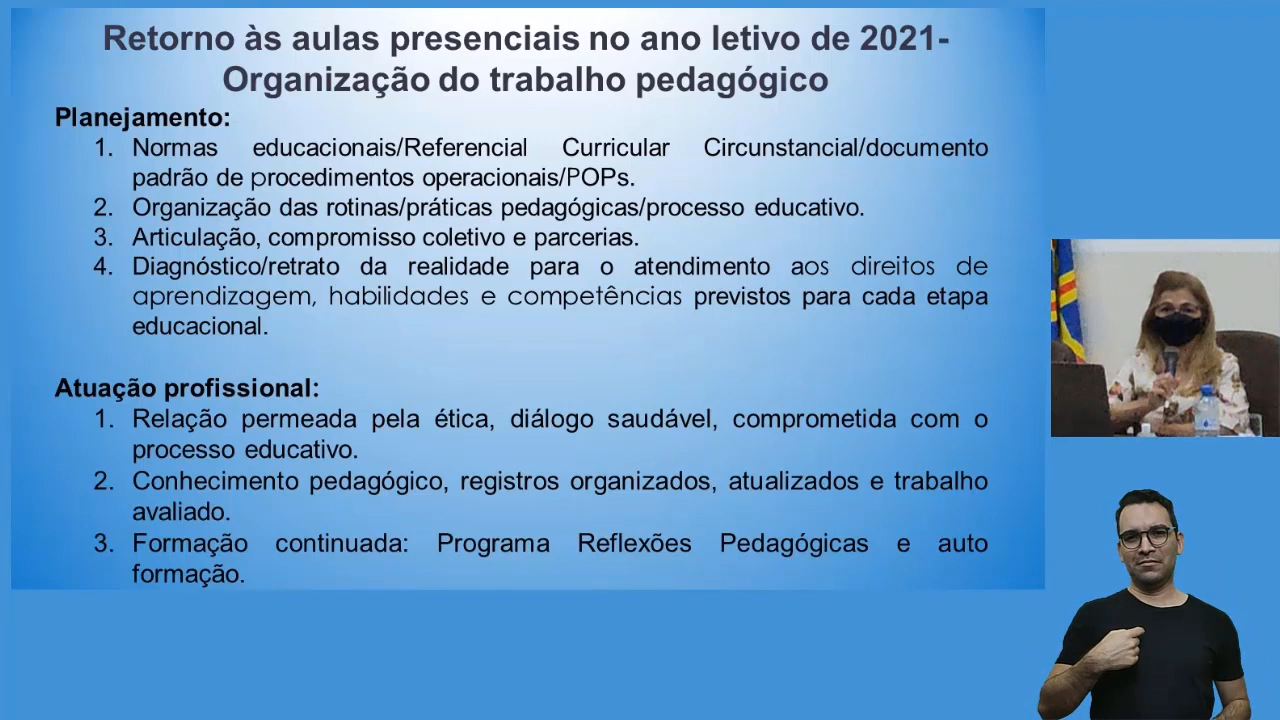 Retorno às aulas presenciais no ano letivo de 2021-
Organização do trabalho pedagógico
Planejamento:
1. Normas educacionais/Referencial Curricular Circunstancial/documento
padrão de procedimentos operacionais/POPs.
2. Organização das rotinas/práticas pedagógicas/processo educativo.
3. Articulação, compromisso coletivo e parcerias.
4. Diagnóstico/retrato da realidade para o atendimento aos direitos de
aprendizagem, habilidades e competências previstos para cada etapa
educacional.
Atuação profissional:
1. Relação permeada pela ética, diálogo saudável, comprometida com o
processo educativo.
2. Conhecimento pedagógico, registros organizados, atualizados e trabalho
avaliado.
3. Formação continuada: Programa Reflexões Pedagógicas e auto
formação.